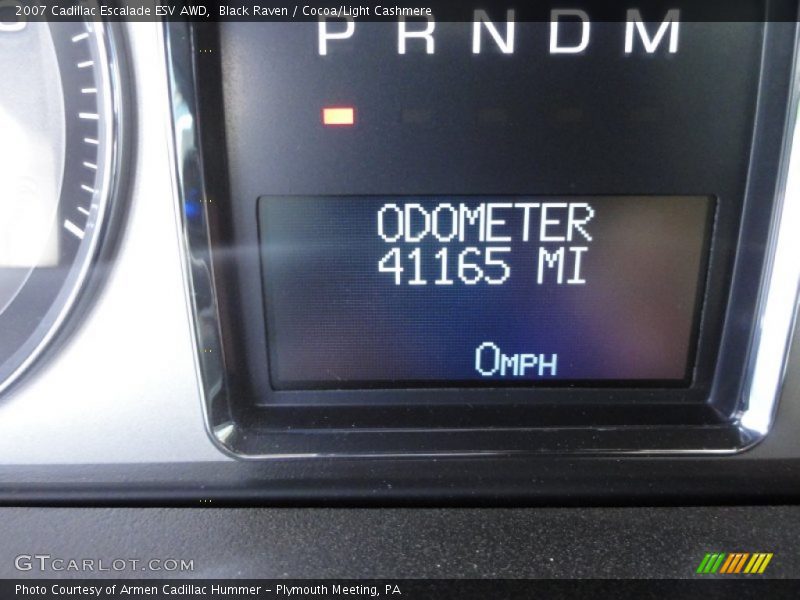 2007 Cadillac Escalade ESV AWD, Black Raven / Cocoa/Light Cashmere
P R N D M
ODOMETER
41165 MI
0MPH
GTCARLOT.COM
Photo Courtesy of Armen Cadillac Hummer - Plymouth Meeting, PA